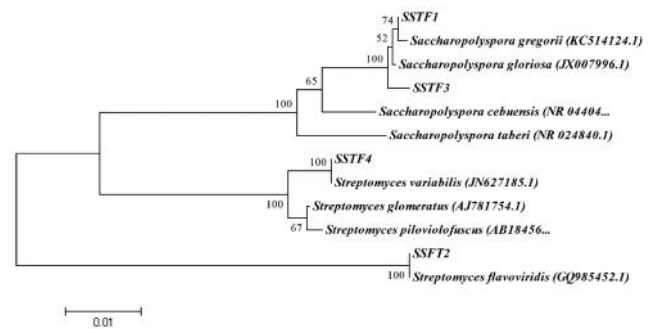 74
SSTF1
52
Saccharopolyspora gregorii (KC514124.1)
100
Saccharopolyspora gloriosa (JX007996.1)
SSTF3
65
100
Saccharopolyspora cebuensis (NR 04404...
Saccharopolyspora taberi (NR 024840.1)
SSTF4
100
Streptomyces variabilis (JN627185.1)
100
Streptomyces glomeratus (AJ781754.1)
67
Streptomyces piloviolofuscus (AB18456...
SSFT2
100
Streptomyces flavoviridis (GQ985452.1)
0.01